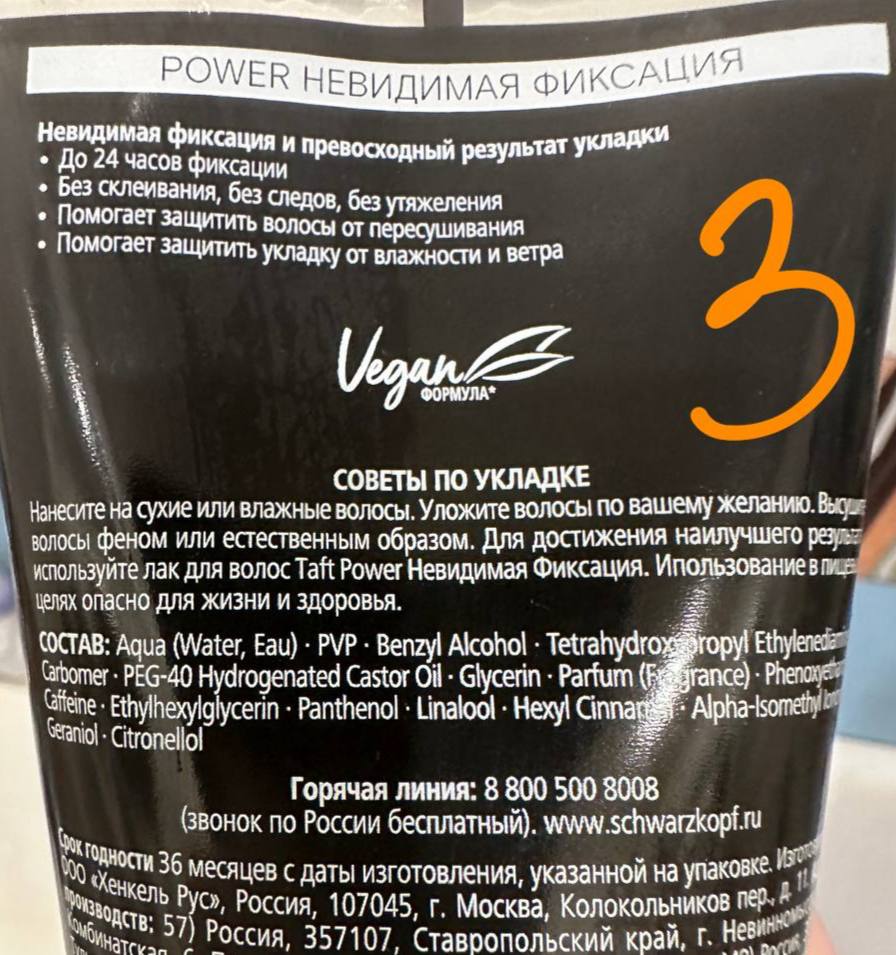 POWER НЕВИДИМАЯ ФИКСАЦИЯ
Невидимая фиксация и превосходный результат укладки
• До 24 часов фиксации
• Без склеивания, без следов, без утяжеления
• Помогает защитить волосы от пересушивания
• Помогает защитить укладку от влажности и ветра
3
Vegan
ФОРМУЛА*
СОВЕТЫ ПО УКЛАДКЕ
Нанесите на сухие или влажные волосы. Уложите волосы по вашему желанию.
волосы феном или естественным образом. Для достижения наилучшего
используйте лак для волос Taft Power Невидимая Фиксация. Ипользование в
целях опасно для жизни и здоровья.
СОСТАВ: Aqua (Water, Eau) · PVP · Benzyl Alcohol · Tetrahydroxypropyl
Carbomer · PEG-40 Hydrogenated Castor Oil · Glycerin · Parfum (Fragrance) ·
Caffeine · Ethylhexylglycerin · Panthenol · Linalool · Hexyl · Alpha-Isomethyl
Geraniol · Citronellol
Горячая линия: 8 800 500 8008
(звонок по России бесплатный). www.schwarzkopf.ru
Срок годности 36 месяцев с даты изготовления, указанной на упаковке.
ООО «Хенкель Рус», Россия, 107045, г. Москва, Колокольников пер., д. 11,
производств: 57) Россия, 357107, Ставропольский край, г.